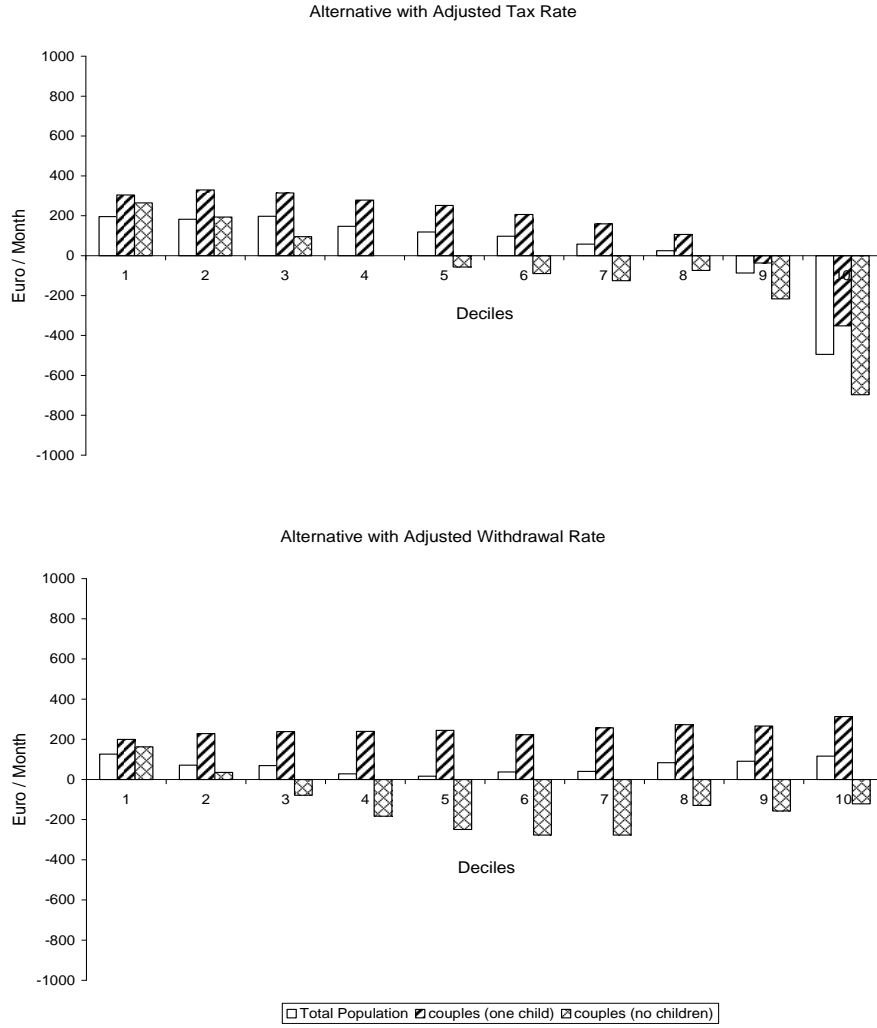 Alternative with Adjusted Tax Rate
1000
800
600
400
200
0
-200
-400
-600
-800
-1000
Euro / Month
1 2 3 4 5 6 7 8 9 10
Deciles
Alternative with Adjusted Withdrawal Rate
1000
800
600
400
200
0
-200
-400
-600
-800
-1000
Euro / Month
1 2 3 4 5 6 7 8 9 10
Deciles
Total Population couples (one child) couples (no children)